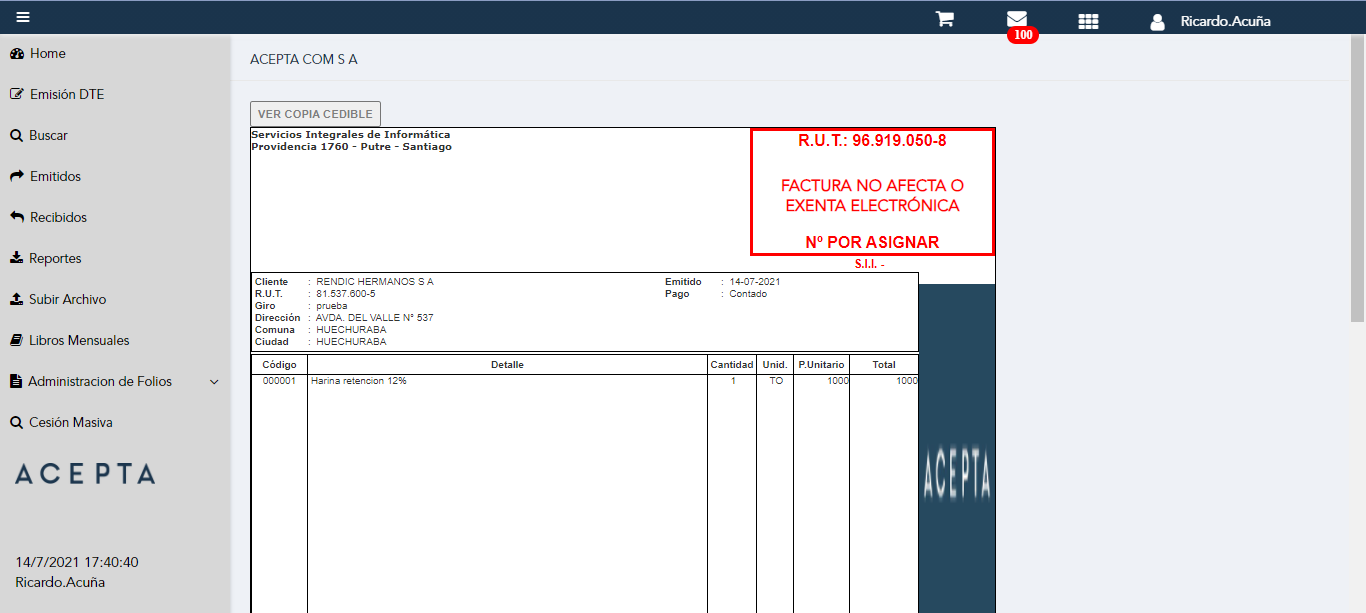 Ricardo.Acuña
100
Home
Emisión DTE
Buscar
Emitidos
Recibidos
Reportes
Subir Archivo
Libros Mensuales
Administracion de Folios
Cesión Masiva
ACEPTA
14/7/2021 17:40:40
Ricardo.Acuña
ACEPTA COM S A
VER COPIA CEDIBLE
Servicios Integrales de Informática
Providencia 1760 - Putre - Santiago
R.U.T.: 96.919.050-8
FACTURA NO AFECTA O
EXENTA ELECTRÓNICA
Nº POR ASIGNAR
S.I.I. -
Cliente : RENDIC HERMANOS S A Emitido : 14-07-2021
R.U.T. : 81.537.600-5 Pago : Contado
Giro : prueba
Dirección : AVDA. DEL VALLE N° 537
Comuna : HUECHURABA
Ciudad : HUECHURABA
Código Detalle Cantidad Unid. P.Unitario Total
000001 Harina retencion 12% 1 TO 1000 1000
ACEPTA